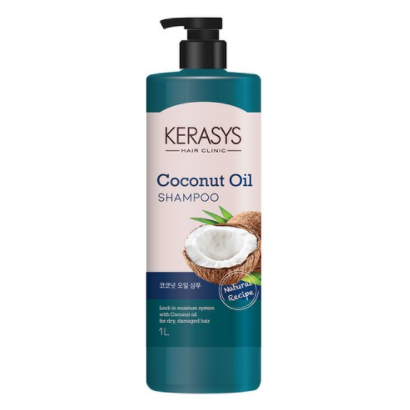 KERASYS
HAIR CLINIC
Coconut Oil
SHAMPOO
코코넛 오일 샴푸
Natural
Recipe
Lock in moisture system
with Coconut oil
for dry, damaged hair
1L